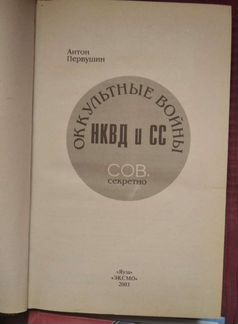 Антон
Первушин
ОККУЛЬТНЫЕ ВОЙНЫ
НКВД и СС
СОВ.
секретно
«Яуза»
«ЭКСМО»
2003